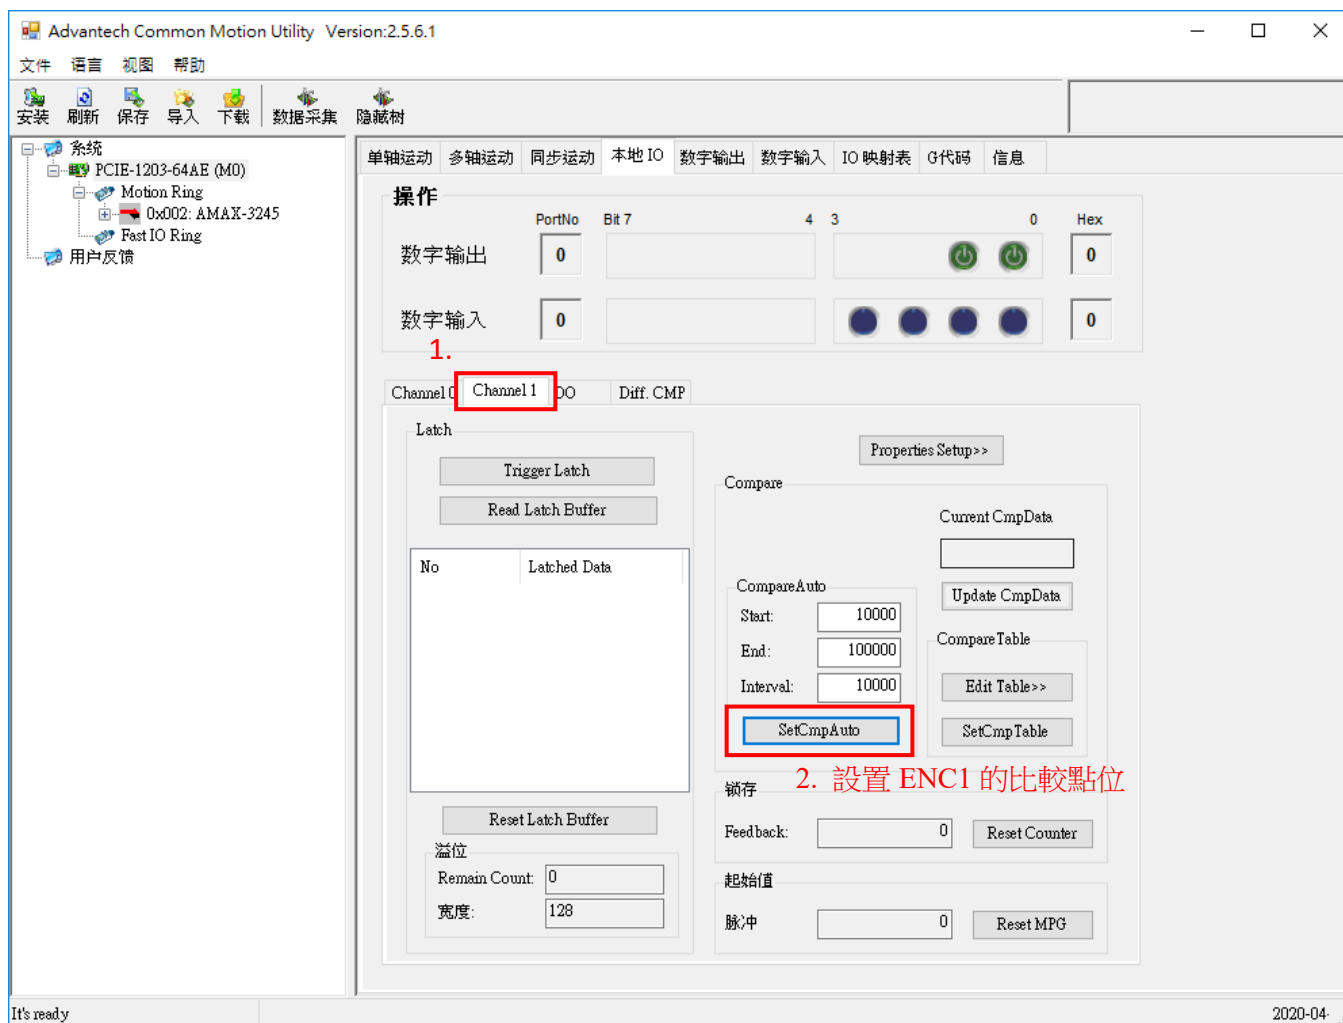 Advantech Common Motion Utility Version:2.5.6.1
文件 语言 视图 帮助
安装 刷新 保存 导入 下载 数据采集 隐藏树
系统
PCIE-1203-64AE (M0)
Motion Ring
0x002: AMAX-3245
Fast IO Ring
用户反馈
单轴运动 多轴运动 同步运动 本地 IO 数字输出 数字输入 IO 映射表 G代码 信息
操作
PortNo Bit 7 4 3 0 Hex
数字输出 0 0
数字输入 0 0
1.
Channel 0 Channel 1 DO Diff. CMP
Latch
Trigger Latch
Read Latch Buffer
No Latched Data
Reset Latch Buffer
溢位
Remain Count: 0
宽度: 128
Properties Setup>>
Compare
Current CmpData
Update CmpData
CompareAuto
Start: 10000
End: 100000
Interval: 10000
SetCmpAuto
CompareTable
Edit Table>>
SetCmpTable
2. 設置 ENC1 的比較點位
锁存
Feedback: 0 Reset Counter
起始值
脉冲 0 Reset MPG
It's ready 2020-04-